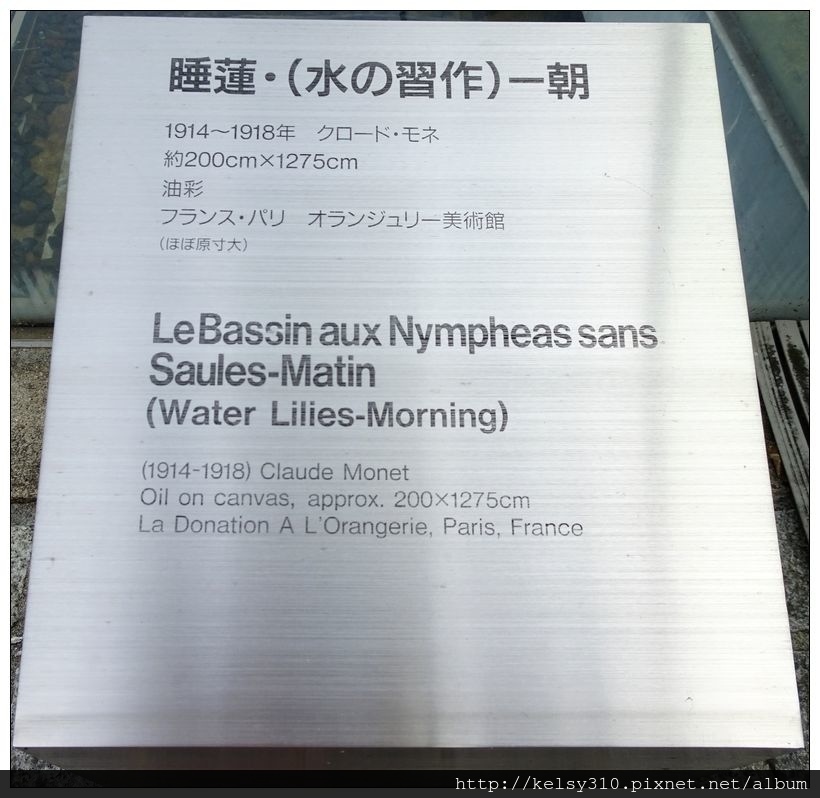 睡蓮・(水の習作)ー朝
1914〜1918年　クロード・モネ
約200cm×1275cm
油彩
フランス・パリ　オランジュリー美術館
(ほぼ原寸大)
Le Bassin aux Nympheas sans
Saules-Matin
(Water Lilies-Morning)
(1914-1918) Claude Monet
Oil on canvas, approx. 200×1275cm
La Donation A L'Orangerie, Paris, France
http://kelsy310.pixnet.net/album